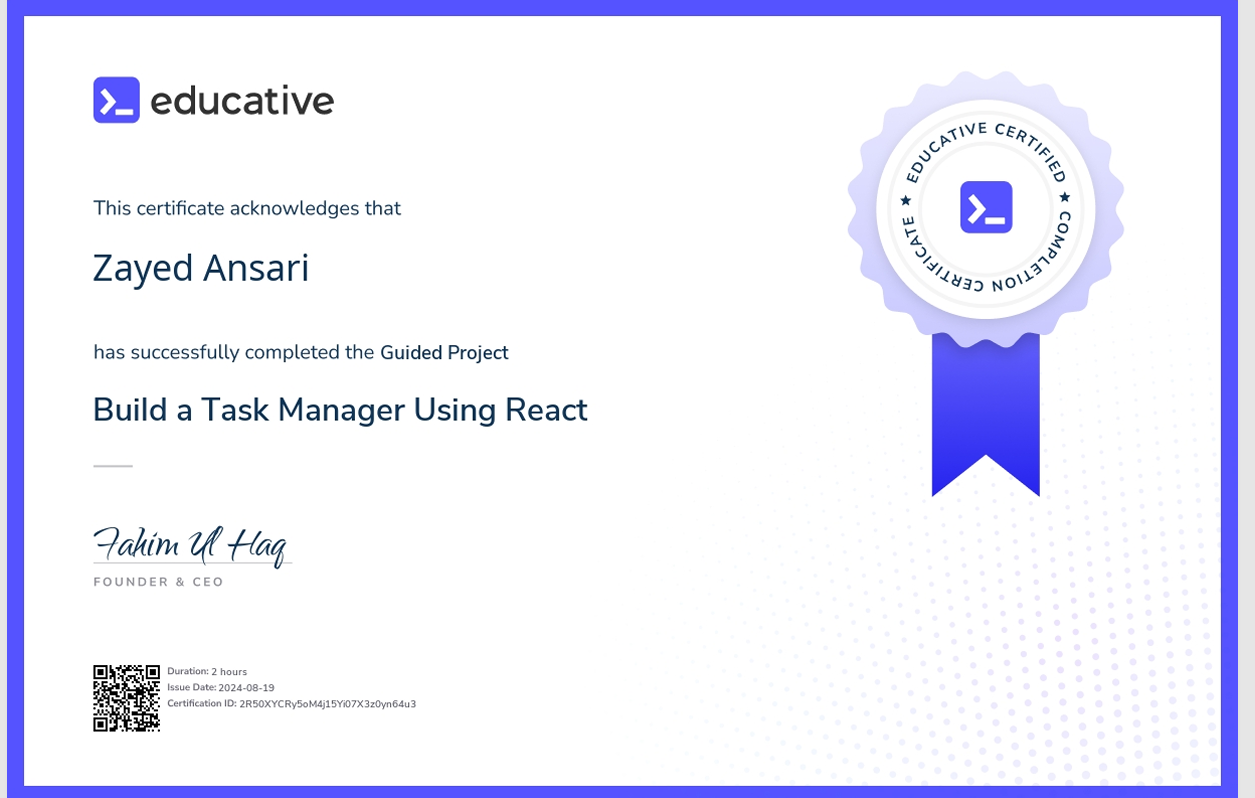 educative
EDUCATIVE CERTIFIED
COMPLETION CERTIFICATE
This certificate acknowledges that
Zayed Ansari
has successfully completed the Guided Project
Build a Task Manager Using React
Fahim Ul Haq
FOUNDER & CEO
Duration: 2 hours
Issue Date: 2024-08-19
Certification ID: 2R50XYCRy5oM4j15Yi07X3z0yn64u3